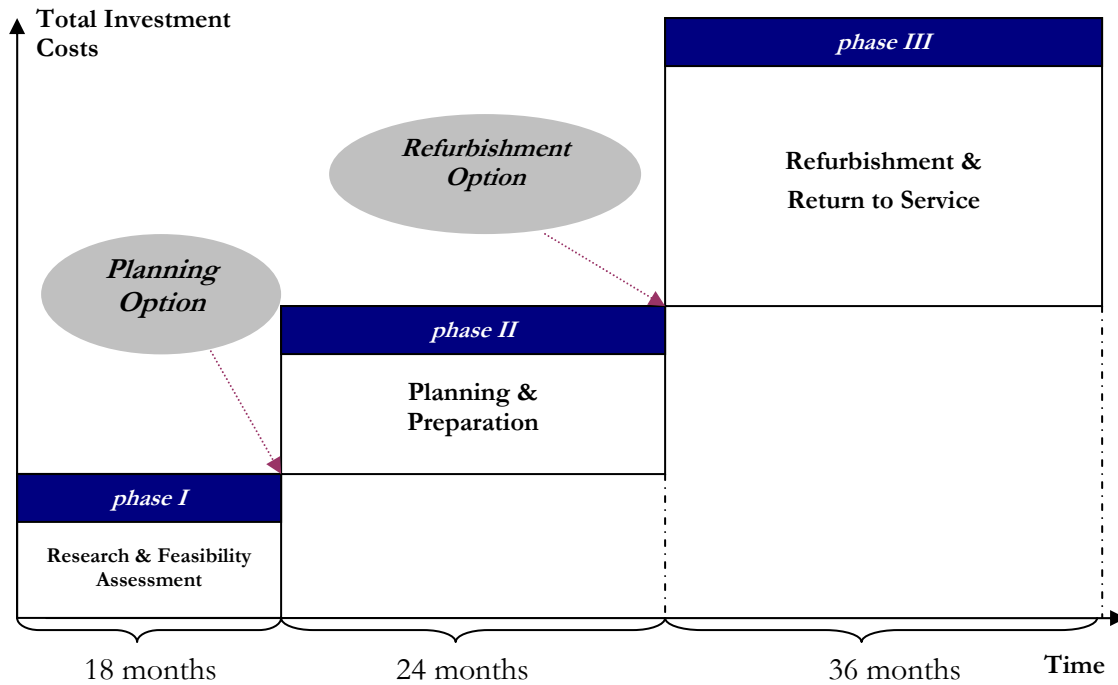 Total Investment
Costs
phase III
Refurbishment
Option
Refurbishment &
Return to Service
Planning
Option
phase II
Planning &
Preparation
phase I
Research & Feasibility
Assessment
18 months
24 months
36 months
Time